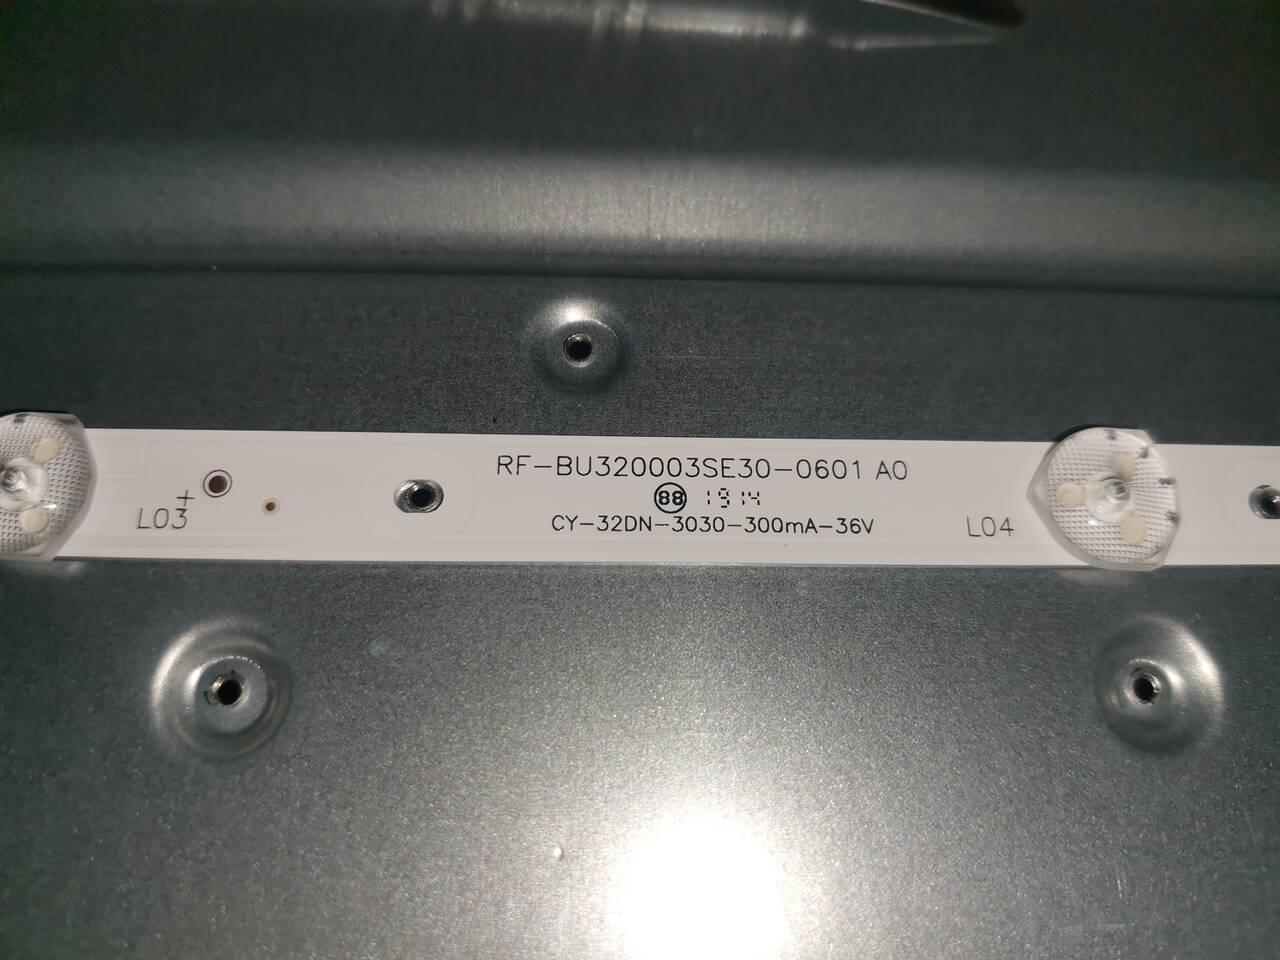 RF-BU320003SE30-0601 A0
88 1914
CY-32DN-3030-300mA-36V
+
L03
L04